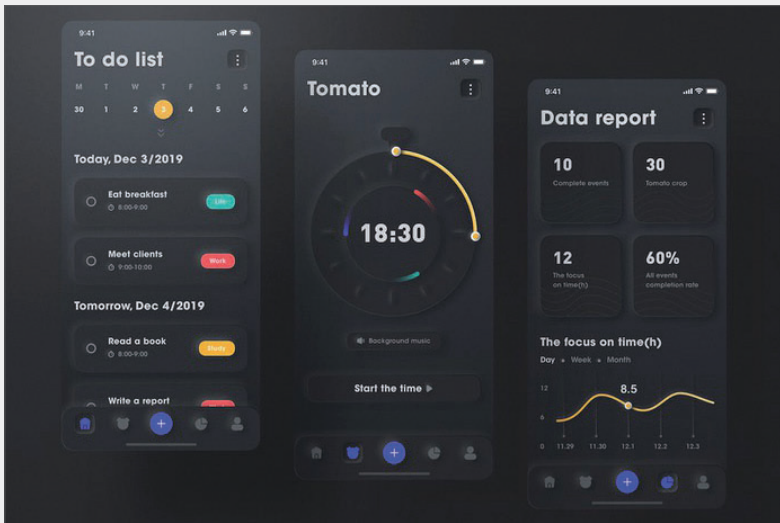 9:41
To do list
M T W T F S S
30 1 2 3 4 5 6
Today, Dec 3/2019
Eat breakfast
8:00-9:00
Life
Meet clients
9:00-10:00
Work
Tomorrow, Dec 4/2019
Read a book
8:00-9:00
Study
Write a report
9:41
Tomato
18:30
Background music
Start the time
9:41
Data report
10
Complete events
30
Tomato crop
12
The focus
on time(h)
60%
All events
completion rate
The focus on time(h)
Day Week Month
12
8.5
6
0 11.29 11.30 12.1 12.2 12.3